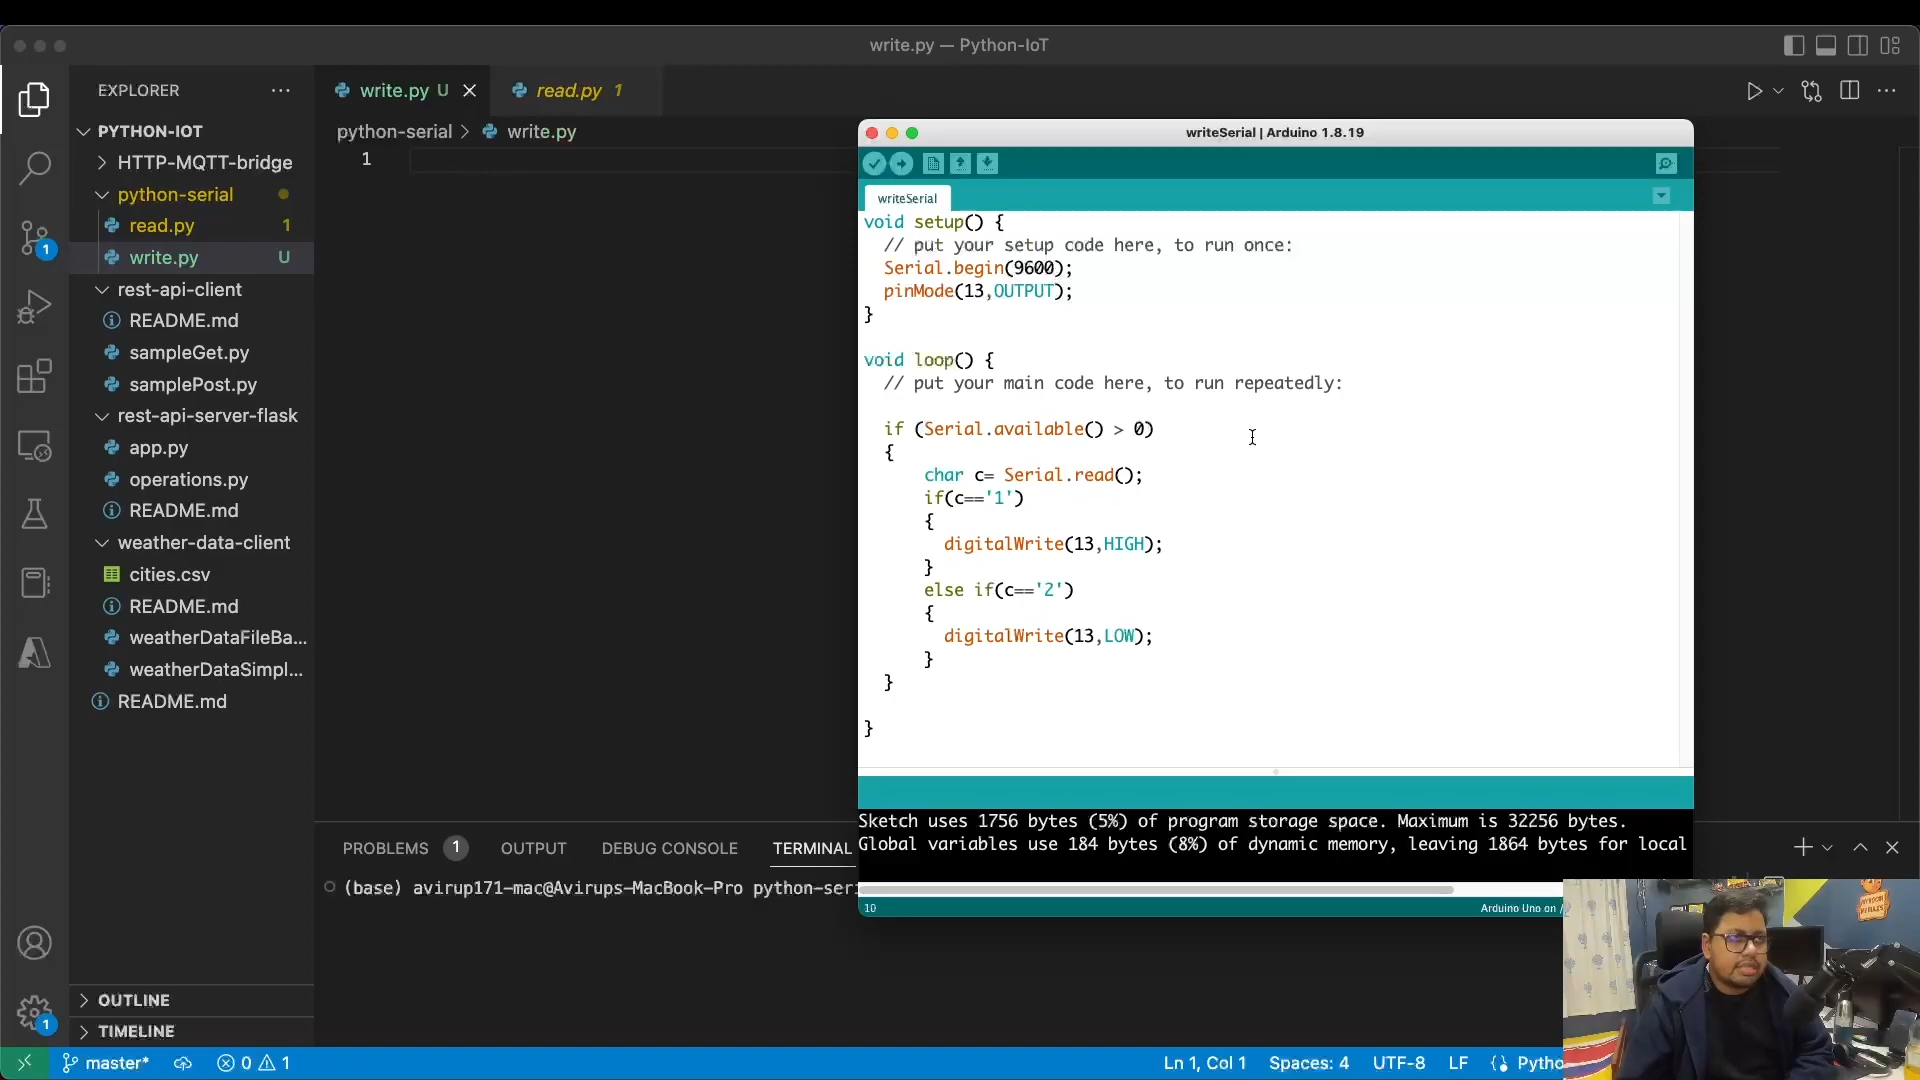 write.py — Python-IoT
EXPLORER
PYTHON-IOT
HTTP-MQTT-bridge
python-serial
read.py 1
write.py U
rest-api-client
README.md
sampleGet.py
samplePost.py
rest-api-server-flask
app.py
operations.py
README.md
weather-data-client
cities.csv
README.md
weatherDataFileBa...
weatherDataSimpl...
README.md
OUTLINE
TIMELINE
1
1
write.py U
read.py 1
python-serial > write.py
1
writeSerial | Arduino 1.8.19
writeSerial
void setup() {
// put your setup code here, to run once:
Serial.begin(9600);
pinMode(13,OUTPUT);
}
void loop() {
// put your main code here, to run repeatedly:
if (Serial.available() > 0)
{
char c= Serial.read();
if(c=='1')
{
digitalWrite(13,HIGH);
}
else if(c=='2')
{
digitalWrite(13,LOW);
}
}
}
Sketch uses 1756 bytes (5%) of program storage space. Maximum is 32256 bytes.
Global variables use 184 bytes (8%) of dynamic memory, leaving 1864 bytes for local
10
Arduino Uno on /
PROBLEMS 1 OUTPUT DEBUG CONSOLE TERMINAL
(base) avirup171-mac@Avirups-MacBook-Pro python-ser
master* 0 1
Ln 1, Col 1 Spaces: 4 UTF-8 LF Pytho